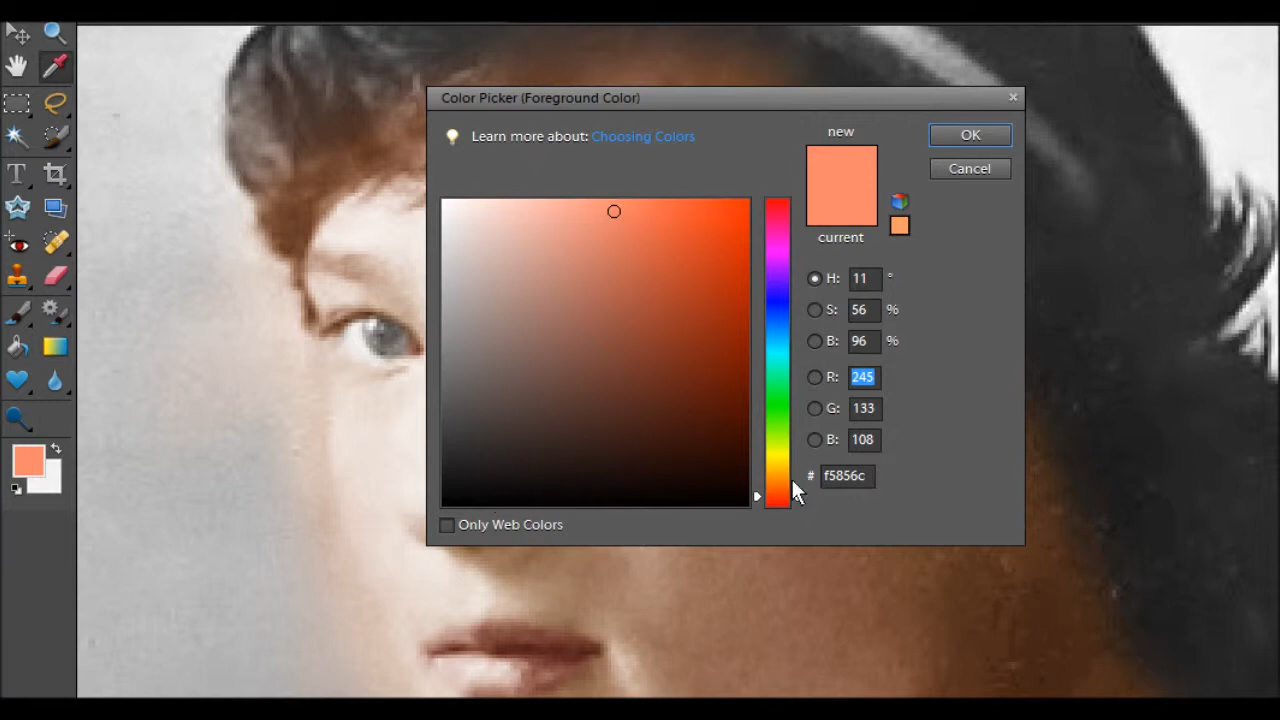 Color Picker (Foreground Color)
Learn more about: Choosing Colors
new
current
OK
Cancel
H: 11 °
S: 56 %
B: 96 %
R: 245
G: 133
B: 108
# f5856c
Only Web Colors
T